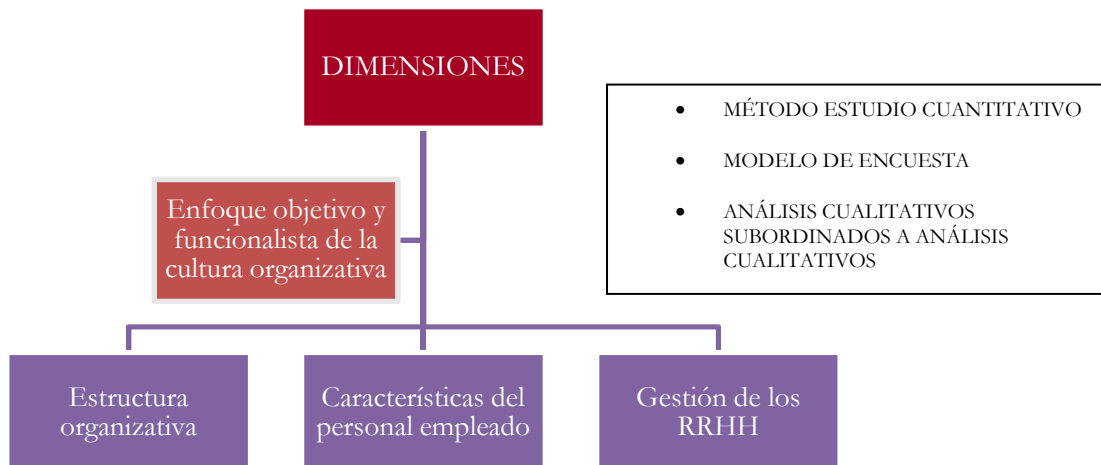 DIMENSIONES
Enfoque objetivo y
funcionalista de la
cultura organizativa
Estructura
organizativa
Características del
personal empleado
Gestión de los
RRHH
• MÉTODO ESTUDIO CUANTITATIVO
• MODELO DE ENCUESTA
• ANÁLISIS CUALITATIVOS
SUBORDINADOS A ANÁLISIS
CUALITATIVOS